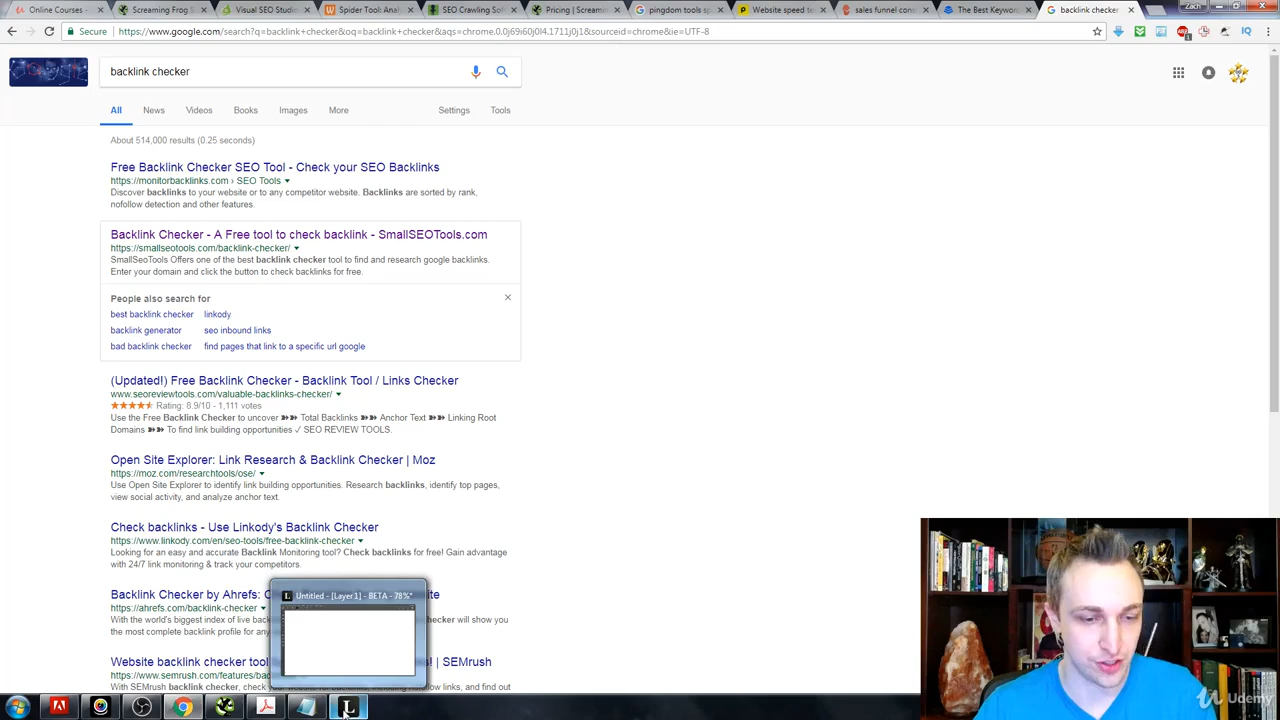 Online Courses -
Screaming Frog S
Visual SEO Studi
Spider Tool Anal
SEO Crawling Sof
Pricing | Screamin
pingdom tools sp
Website speed te
sales funnel cons
The Best Keyword
backlink checker
Zach
Secure
https://www.google.com/search?q=backlink+checker&oq=backlink+checker&aqs=chrome.0.0j69i60j0l4.1711j0j1&sourceid=chrome&ie=UTF-8
IQ
backlink checker
All News Videos Books Images More Settings Tools
About 514,000 results (0.25 seconds)
Free Backlink Checker SEO Tool - Check your SEO Backlinks
https://monitorbacklinks.com › SEO Tools
Discover backlinks to your website or to any competitor website. Backlinks are sorted by rank,
nofollow detection and other features.
Backlink Checker - A Free tool to check backlink - SmallSEOTools.com
https://smallseotools.com/backlink-checker/
SmallSeoTools Offers one of the best backlink checker tool to find and research google backlinks.
Enter your domain and click the button to check backlinks for free.
People also search for
best backlink checker linkody
backlink generator seo inbound links
bad backlink checker find pages that link to a specific url google
(Updated!) Free Backlink Checker - Backlink Tool / Links Checker
www.seoreviewtools.com/valuable-backlinks-checker/
Rating: 8.9/10 - 1,111 votes
Use the Free Backlink Checker to uncover ➽➽ Total Backlinks ➽➽ Anchor Text ➽➽ Linking Root
Domains ➽➽ To find link building opportunities ✓ SEO REVIEW TOOLS.
Open Site Explorer: Link Research & Backlink Checker | Moz
https://moz.com/researchtools/ose/
Use Open Site Explorer to identify link building opportunities. Research backlinks, identify top pages,
view social activity, and analyze anchor text.
Check backlinks - Use Linkody's Backlink Checker
https://www.linkody.com/en/seo-tools/free-backlink-checker
Looking for an easy and accurate Backlink Monitoring tool? Check backlinks for free! Gain advantage
with 24/7 link monitoring & track your competitors.
Backlink Checker by Ahrefs: ite
https://ahrefs.com/backlink-checker
With the world's biggest index of live back checker will show you
the most complete backlink profile for any
Untitled - [Layer1] - BETA - 78%*
Website backlink checker tool ! | SEMrush
https://www.semrush.com/features/bac
With SEMrush backlink checker, check links, and find out
L
Udemy